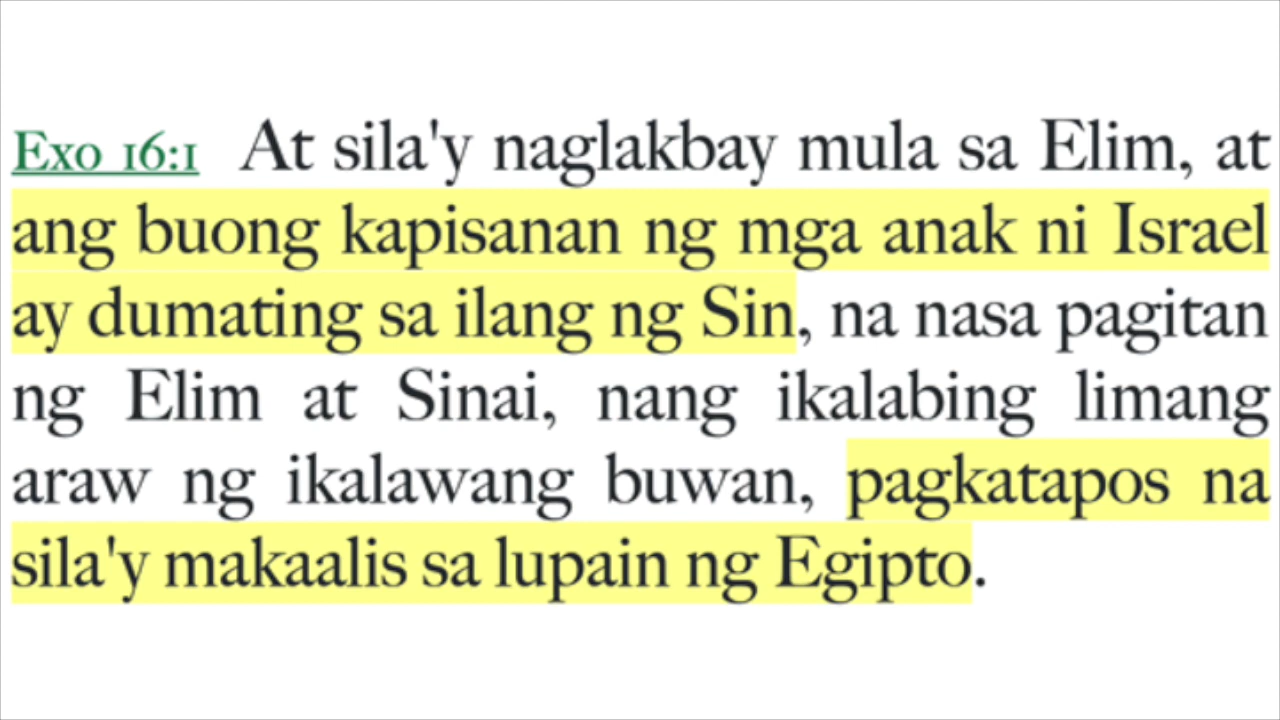 Exo 16:1 At sila'y naglakbay mula sa Elim, at
ang buong kapisanan ng mga anak ni Israel
ay dumating sa ilang ng Sin, na nasa pagitan
ng Elim at Sinai, nang ikalabing limang
araw ng ikalawang buwan, pagkatapos na
sila'y makaalis sa lupain ng Egipto.